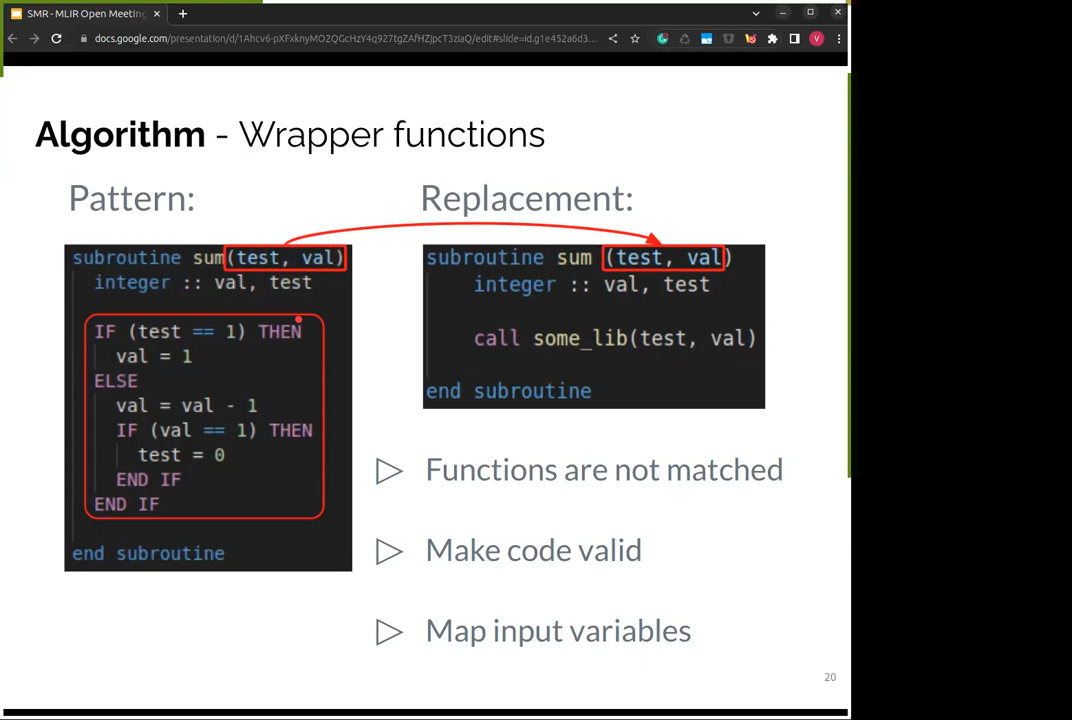 SMR - MLIR Open Meeting
docs.google.com/presentation/d/1Ahcv6-pXFxknyMO2QGcHzY4q927tgZAfHZjpcT3ziaQ/edit#slide=id.g1e452a6d3...
V
Algorithm - Wrapper functions
Pattern:
subroutine sum(test, val)
integer :: val, test
IF (test == 1) THEN
val = 1
ELSE
val = val - 1
IF (val == 1) THEN
test = 0
END IF
END IF
end subroutine
Replacement:
subroutine sum (test, val)
integer :: val, test
call some_lib(test, val)
end subroutine
Functions are not matched
Make code valid
Map input variables
20